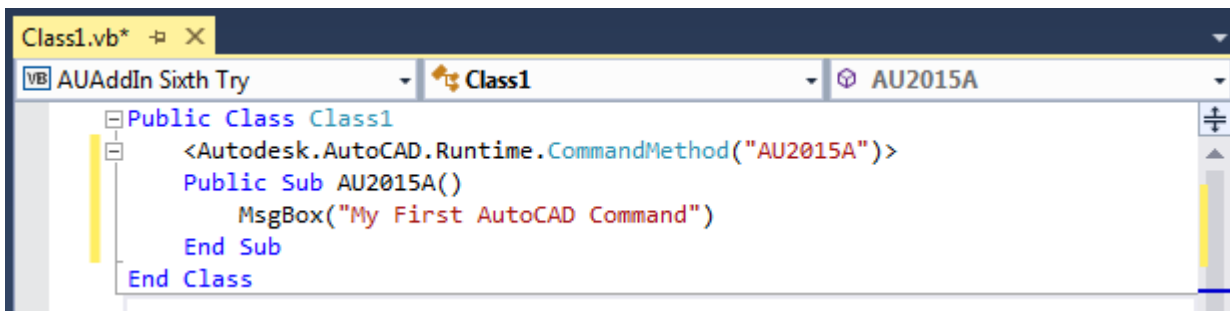 Class1.vb*
VB AUAddIn Sixth Try Class1 AU2015A
Public Class Class1
<Autodesk.AutoCAD.Runtime.CommandMethod("AU2015A")>
Public Sub AU2015A()
MsgBox("My First AutoCAD Command")
End Sub
End Class